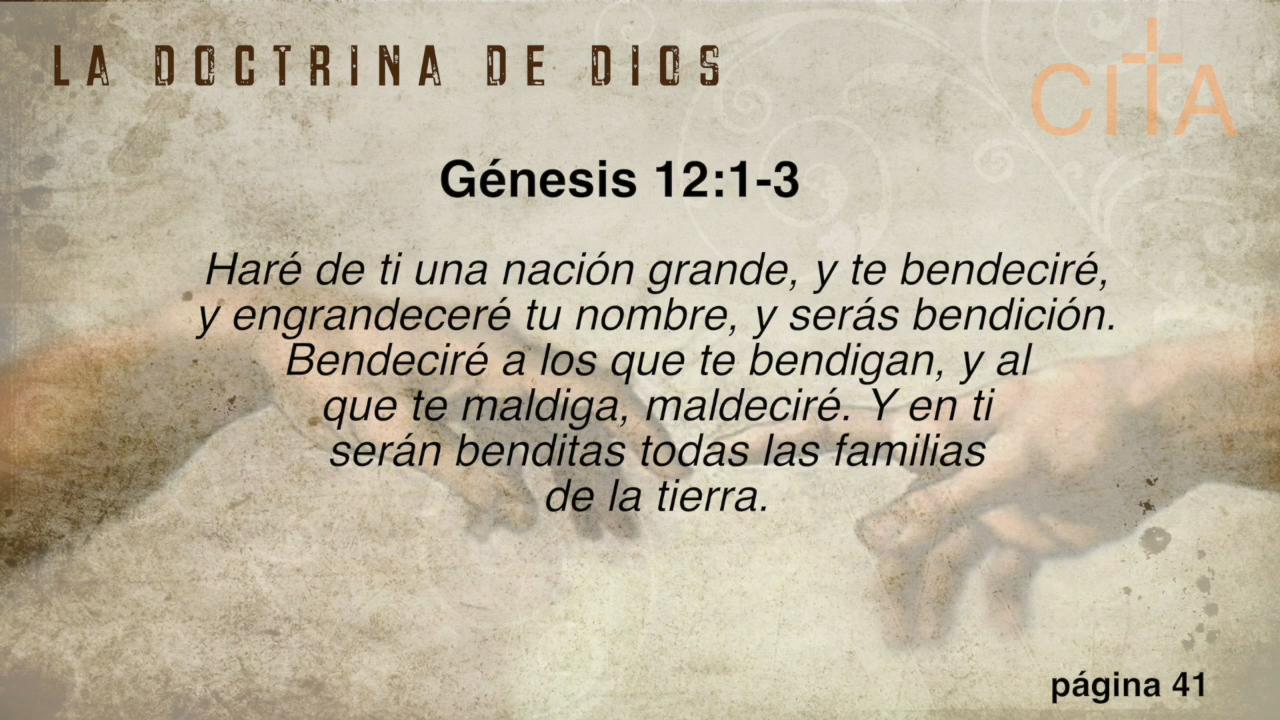 LA DOCTRINA DE DIOS
CITA
Génesis 12:1-3
Haré de ti una nación grande, y te bendeciré,
y engrandeceré tu nombre, y serás bendición.
Bendeciré a los que te bendigan, y al
que te maldiga, maldeciré. Y en ti
serán benditas todas las familias
de la tierra.
página 41